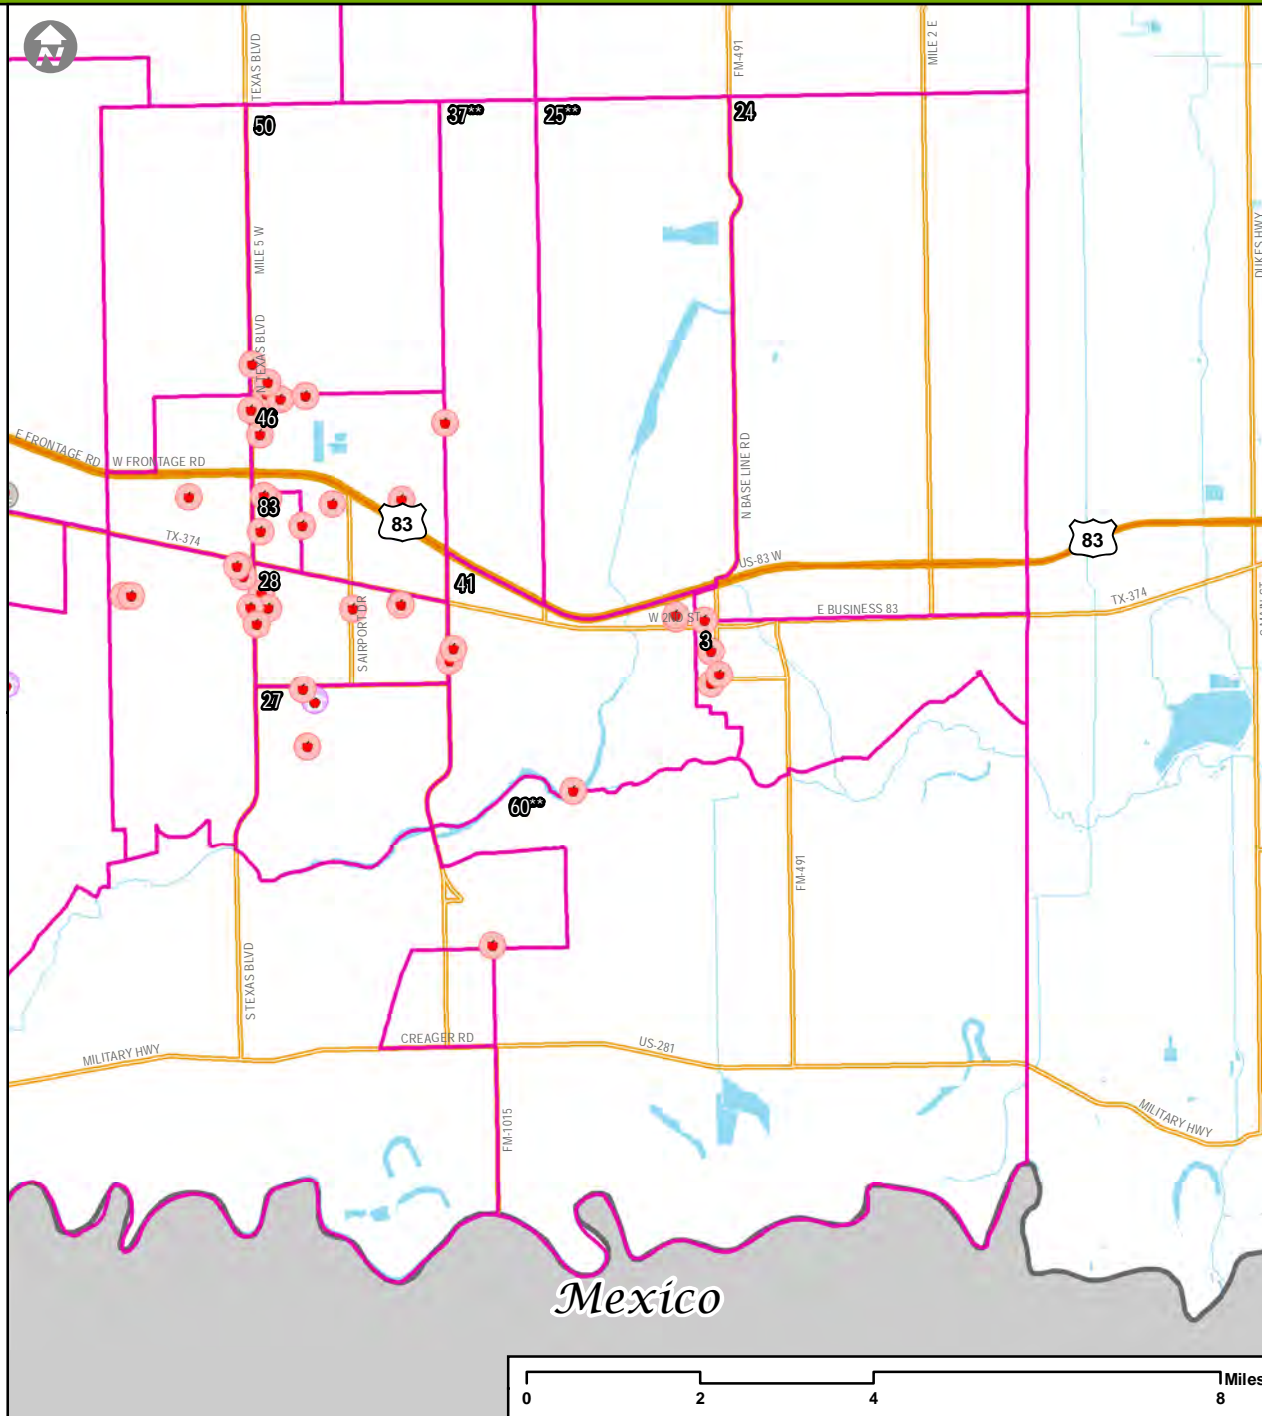 N
TEXAS BLVD
FM-491
MILE 2 E
50
37**
25**
24
MILE 5 W
DUKES HWY
N TEXAS BLVD
46
E FRONTAGE RD
W FRONTAGE RD
N BASE LINE RD
83
83
83
TX-374
US-83 W
28
41
E BUSINESS 83
TX-374
W 2ND ST
S AIRPORT DR
3
27
60**
FM-491
S TEXAS BLVD
CREAGER RD
US-281
MILITARY HWY
FM-1015
MILITARY HWY
Mexico
Miles
0 2 4 8